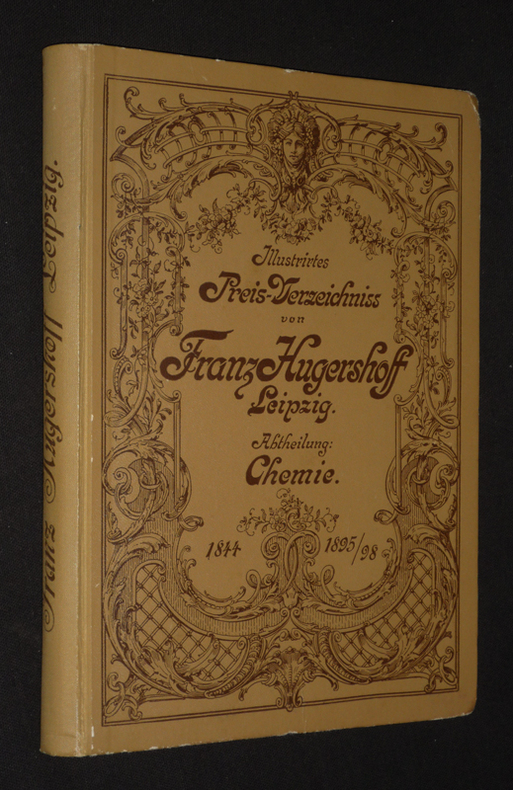 Illustrirtes
Preis-Verzeichniss
von
Franz Hugershoff
Leipzig.
Abtheilung:
Chemie.
1844 1895/98
Franz Hugershoff Leipzig.